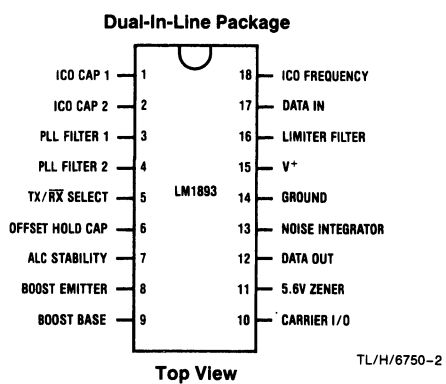 Dual-In-Line Package
ICO CAP 1 1 18 ICO FREQUENCY
ICO CAP 2 2 17 DATA IN
PLL FILTER 1 3 16 LIMITER FILTER
PLL FILTER 2 4 15 V⁺
TX/R̅X̅ SELECT 5 LM1893 14 GROUND
OFFSET HOLD CAP 6 13 NOISE INTEGRATOR
ALC STABILITY 7 12 DATA OUT
BOOST EMITTER 8 11 5.6V ZENER
BOOST BASE 9 10 CARRIER I/O
TL/H/6750-2
Top View